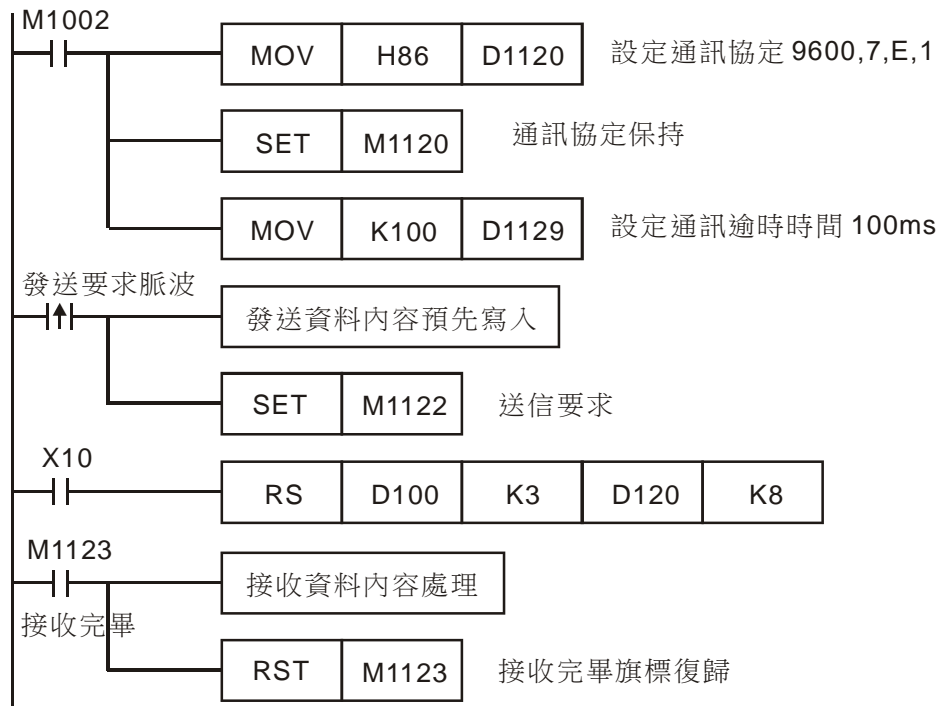 M1002
MOV H86 D1120 設定通訊協定 9600,7,E,1
SET M1120 通訊協定保持
MOV K100 D1129 設定通訊逾時時間 100ms
發送要求脈波
發送資料內容預先寫入
SET M1122 送信要求
X10
RS D100 K3 D120 K8
M1123
接收資料內容處理
接收完畢
RST M1123 接收完畢旗標復歸